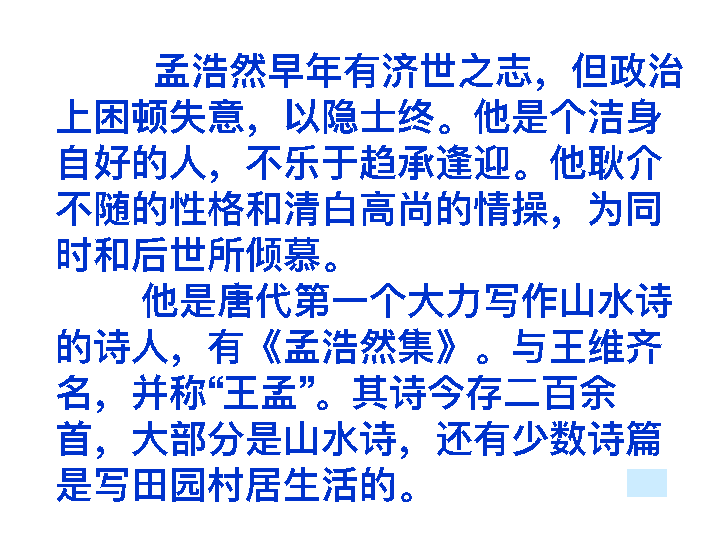 孟浩然早年有济世之志，但政治
上困顿失意，以隐士终。他是个洁身
自好的人，不乐于趋承逢迎。他耿介
不随的性格和清白高尚的情操，为同
时和后世所倾慕。
他是唐代第一个大力写作山水诗
的诗人，有《孟浩然集》。与王维齐
名，并称“王孟”。其诗今存二百余
首，大部分是山水诗，还有少数诗篇
是写田园村居生活的。